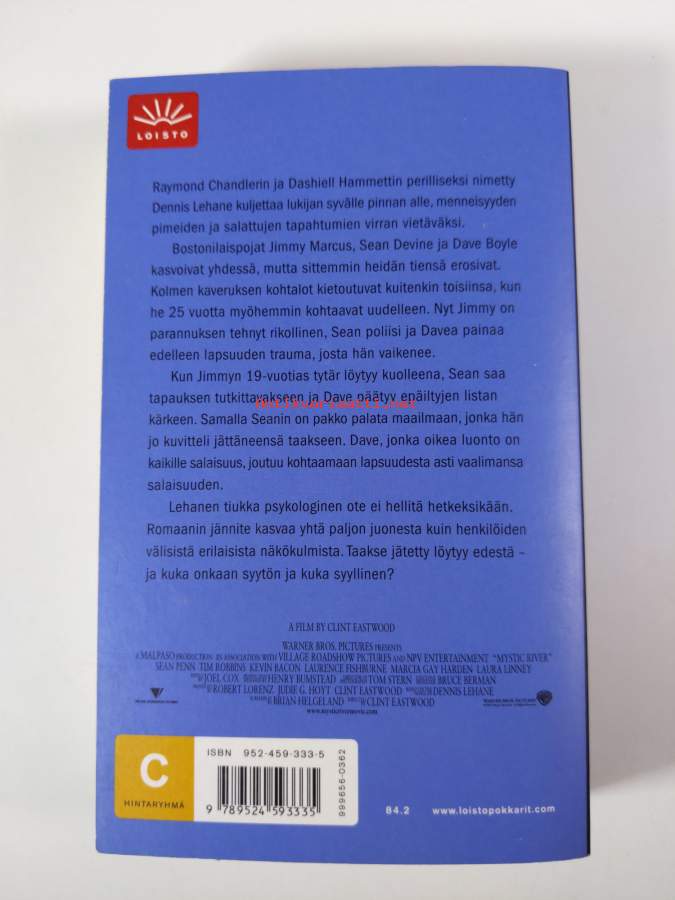 LOISTO
Raymond Chandlerin ja Dashiell Hammettin perilliseksi nimetty
Dennis Lehane kuljettaa lukijan syvälle pinnan alle, menneisyyden
pimeiden ja salattujen tapahtumien virran vietäväksi.
Bostonilaispojat Jimmy Marcus, Sean Devine ja Dave Boyle
kasvoivat yhdessä, mutta sittemmin heidän tiensä erosivat.
Kolmen kaveruksen kohtalot kietoutuvat kuitenkin toisiinsa, kun
he 25 vuotta myöhemmin kohtaavat uudelleen. Nyt Jimmy on
parannuksen tehnyt rikollinen, Sean poliisi ja Davea painaa
edelleen lapsuuden trauma, josta hän vaikenee.
Kun Jimmyn 19-vuotias tytär löytyy kuolleena, Sean saa
tapauksen tutkittavakseen ja Dave päätyy epäiltyjen listan
kärkeen. Samalla Seanin on pakko palata maailmaan, jonka hän
jo kuvitteli jättäneensä taakseen. Dave, jonka oikea luonto on
kaikille salaisuus, joutuu kohtaamaan lapsuudesta asti vaalimansa
salaisuuden.
Lehanen tiukka psykologinen ote ei hellitä hetkeksikään.
Romaanin jännite kasvaa yhtä paljon juonesta kuin henkilöiden
välisistä erilaisista näkökulmista. Taakse jätetty löytyy edestä –
ja kuka onkaan syytön ja kuka syyllinen?
A FILM BY CLINT EASTWOOD
WARNER BROS. PICTURES PRESENTS
A MALPASO PRODUCTION IN ASSOCIATION WITH VILLAGE ROADSHOW PICTURES AND NPV ENTERTAINMENT "MYSTIC RIVER"
SEAN PENN TIM ROBBINS KEVIN BACON LAURENCE FISHBURNE MARCIA GAY HARDEN LAURA LINNEY
JOEL COX HENRY BUMSTEAD TOM STERN BRUCE BERMAN
ROBERT LORENZ JUDIE G. HOYT CLINT EASTWOOD DENNIS LEHANE
BRIAN HELGELAND CLINT EASTWOOD
www.mysticrivermovie.com
C
HINTARYHMÄ
ISBN 952-459-333-5
9 789524 593335
999656-0362
84.2 www.loistopokkarit.com